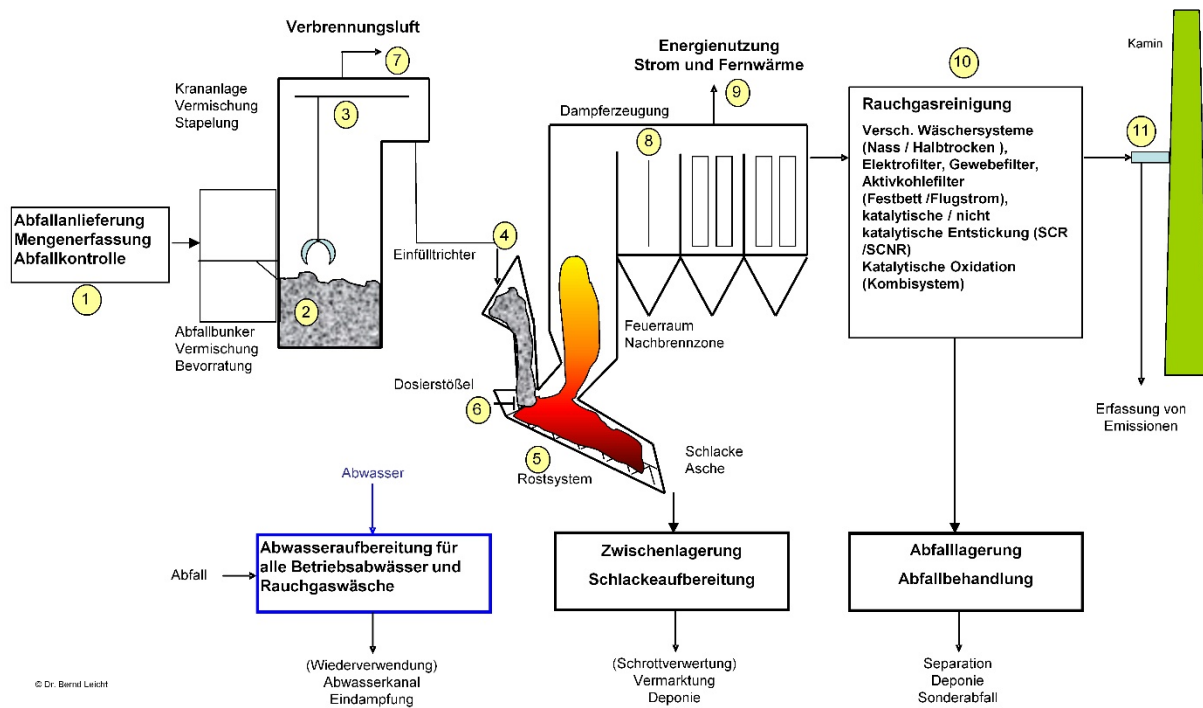 Verbrennungsluft
7
Krananlage
Vermischung
Stapelung
3
Abfallanlieferung
Mengenerfassung
Abfallkontrolle
1
2
Abfallbunker
Vermischung
Bevorratung
4
Einfülltrichter
Energienutzung
Strom und Fernwärme
9
Dampferzeugung
8
Feuerraum
Nachbrennzone
Dosierstößel
6
5
Rostsystem
Schlacke
Asche
10
Rauchgasreinigung
Versch. Wäschersysteme
(Nass / Halbtrocken ),
Elektrofilter, Gewebefilter,
Aktivkohlefilter
(Festbett /Flugstrom),
katalytische / nicht
katalytische Entstickung (SCR
/SCNR)
Katalytische Oxidation
(Kombisystem)
Kamin
11
Erfassung von
Emissionen
Abwasser
Abfall
Abwasseraufbereitung für
alle Betriebsabwässer und
Rauchgaswäsche
(Wiederverwendung)
Abwasserkanal
Eindampfung
Zwischenlagerung
Schlackeaufbereitung
(Schrottverwertung)
Vermarktung
Deponie
Abfalllagerung
Abfallbehandlung
Separation
Deponie
Sonderabfall
© Dr. Bernd Leicht